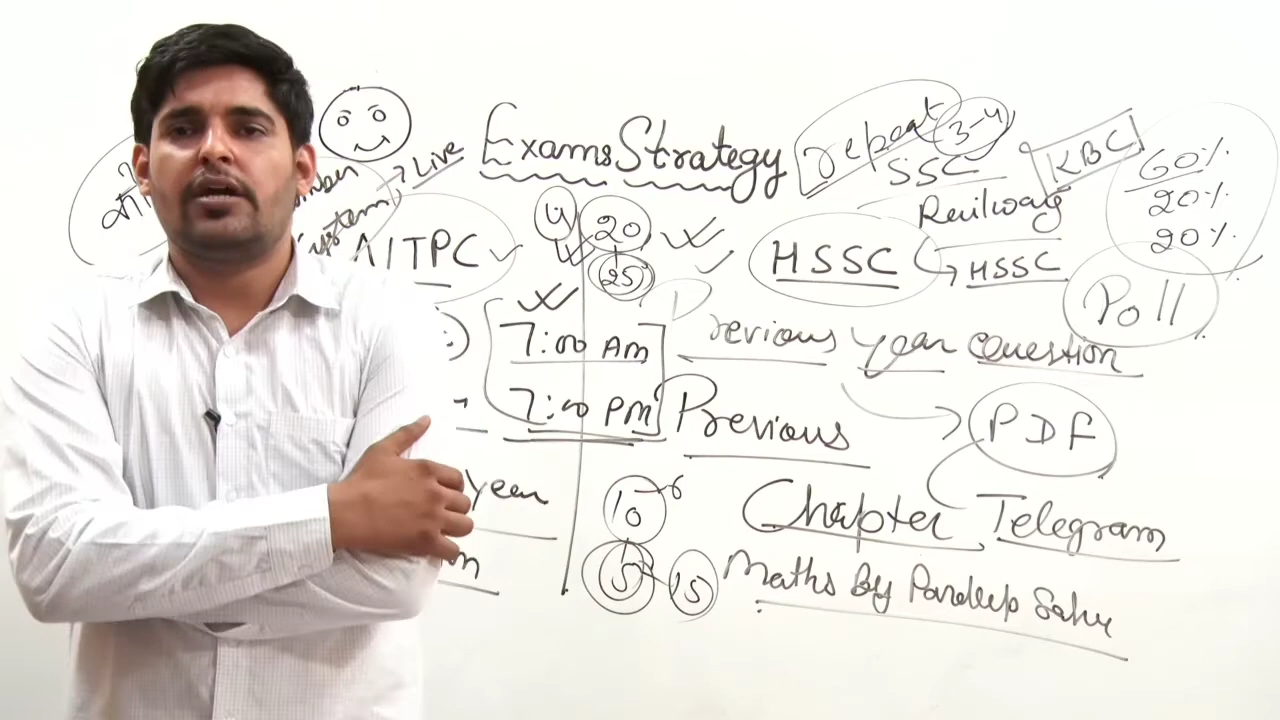 Exams Strategy
repeat 3-4
KBC
60%
20%
20%
Live
SSC
Railway
HSSC
HSSC
NTPC
4
20
25
System
Poll
7:00 AM
Previous year Question
7:00 PM
Previous
PDF
year
10
6
Chapter Telegram
5
15
Maths By Pardeep Sahu